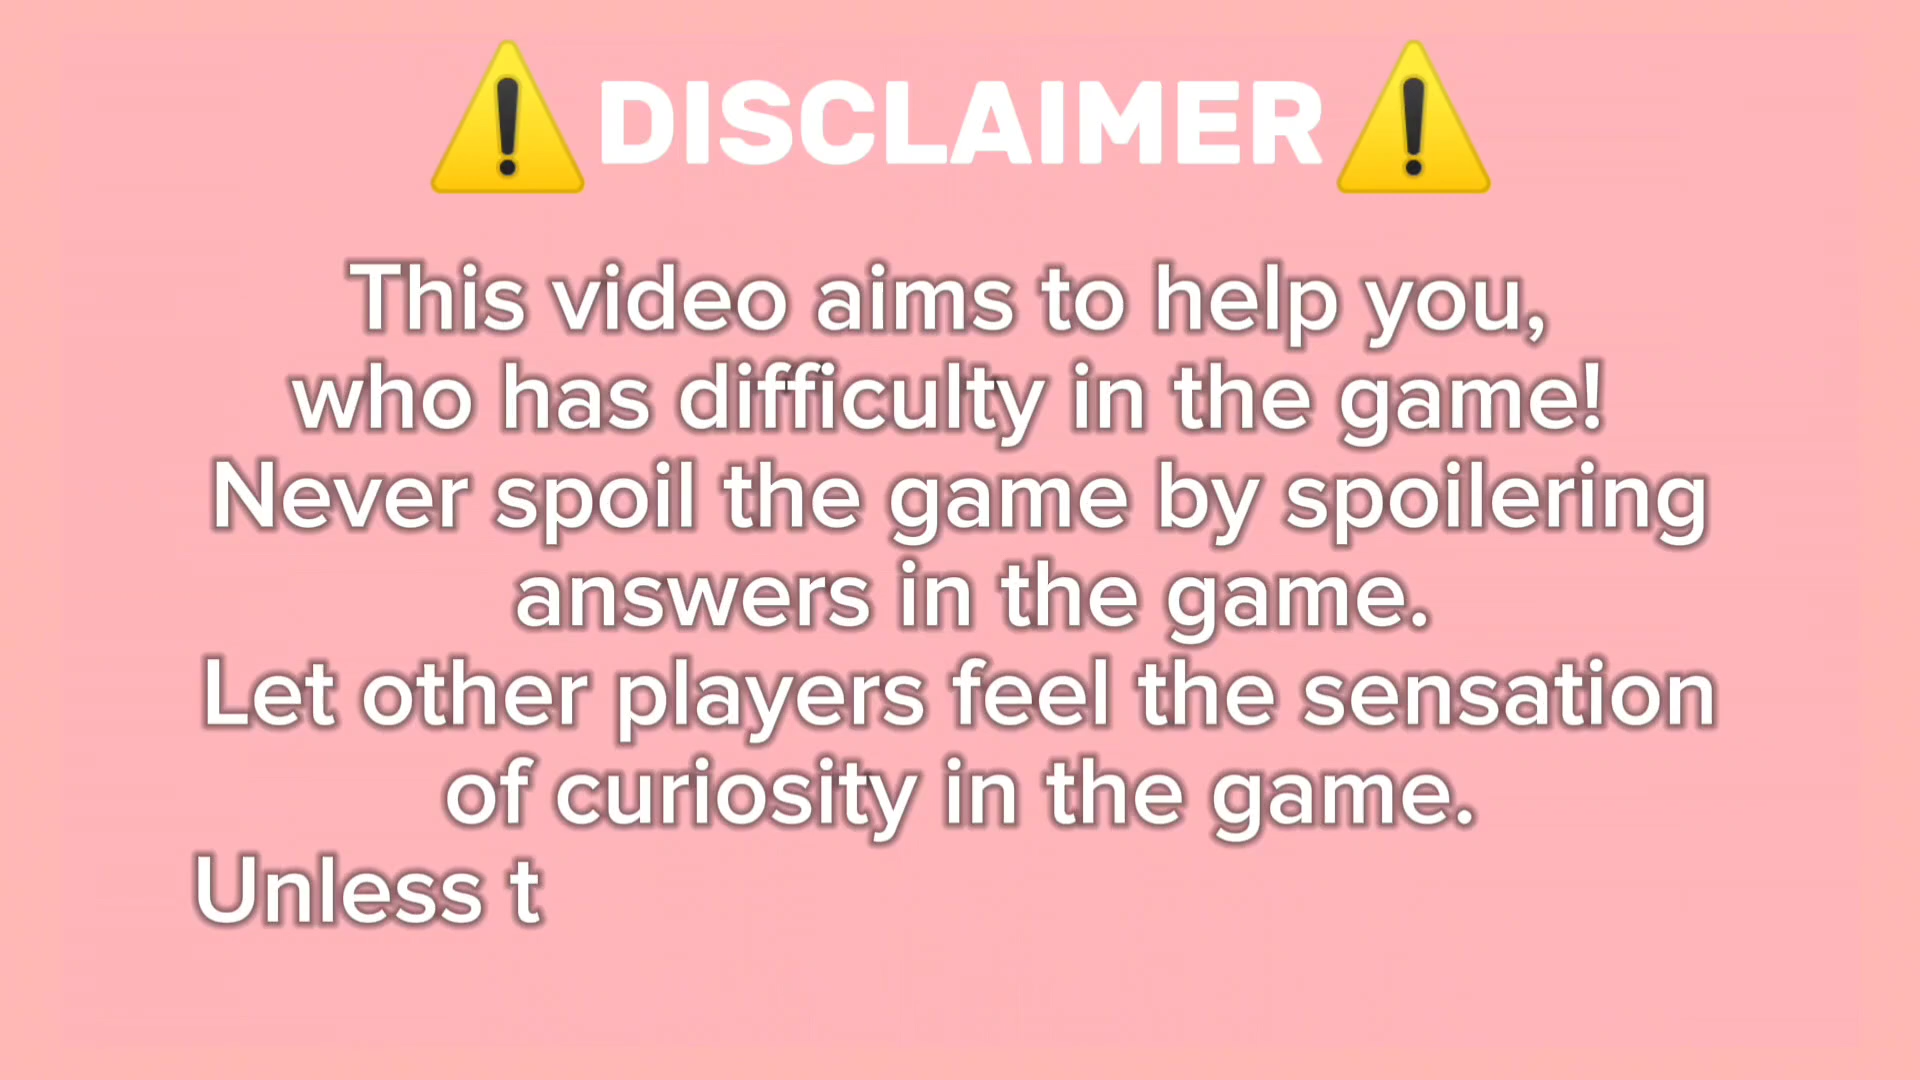 ⚠️DISCLAIMER⚠️
This video aims to help you,
who has difficulty in the game!
Never spoil the game by spoilering
answers in the game.
Let other players feel the sensation
of curiosity in the game.
Unless t